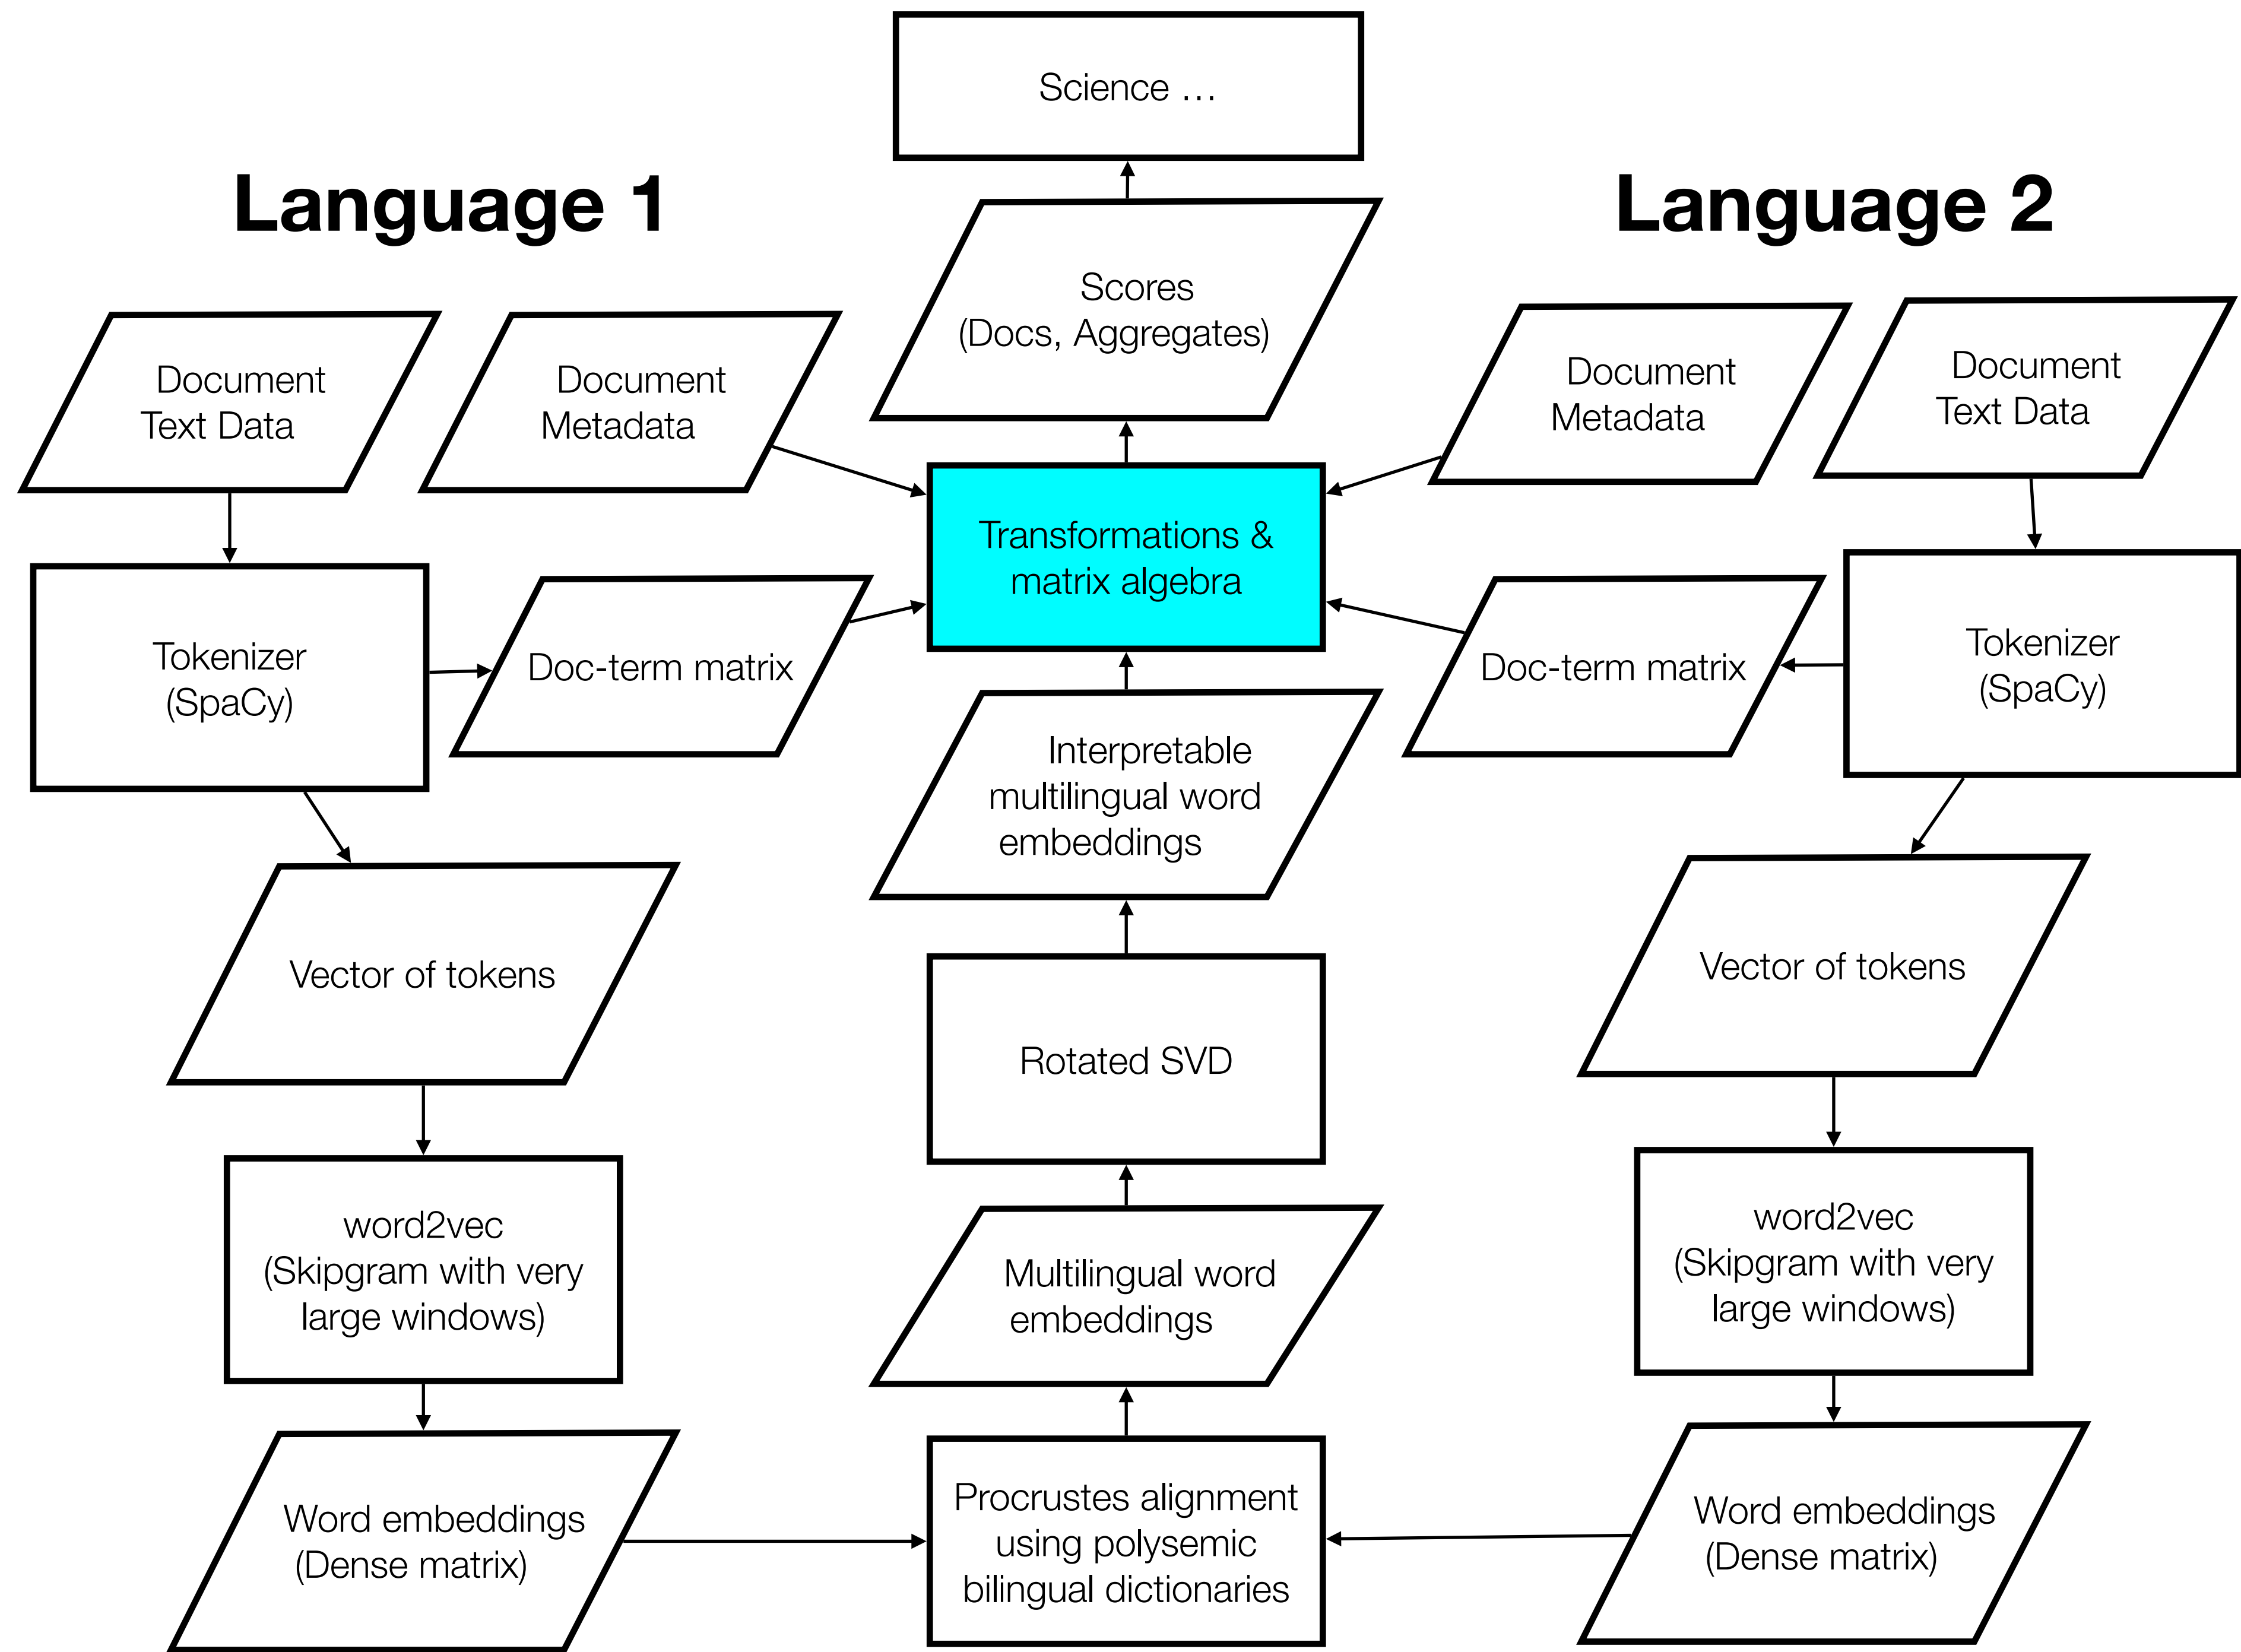 Science …
Language 1
Language 2
Scores
(Docs, Aggregates)
Document
Text Data
Document
Metadata
Document
Metadata
Document
Text Data
Transformations &
matrix algebra
Tokenizer
(SpaCy)
Doc-term matrix
Doc-term matrix
Tokenizer
(SpaCy)
Interpretable
multilingual word
embeddings
Vector of tokens
Rotated SVD
Vector of tokens
word2vec
(Skipgram with very
large windows)
Multilingual word
embeddings
word2vec
(Skipgram with very
large windows)
Word embeddings
(Dense matrix)
Procrustes alignment
using polysemic
bilingual dictionaries
Word embeddings
(Dense matrix)